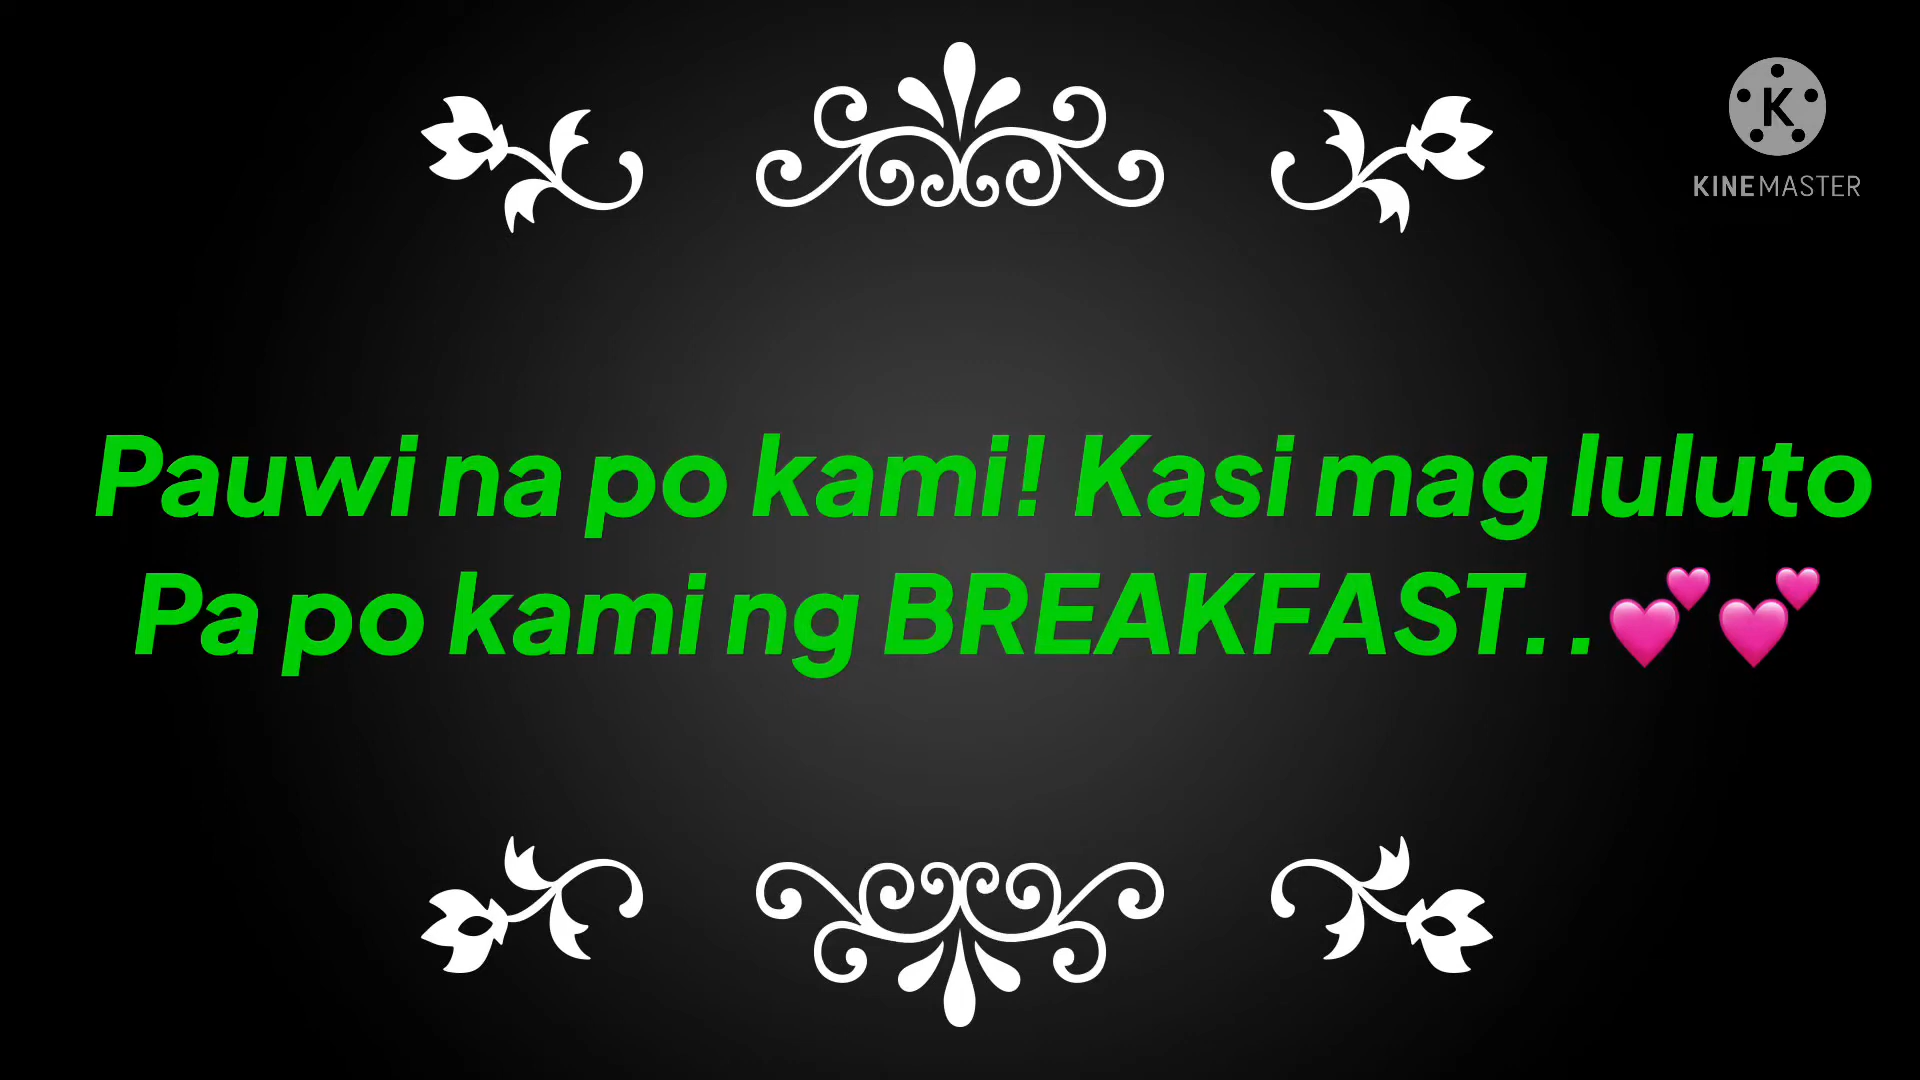 K
KINEMASTER
Pauwi na po kami! Kasi mag luluto
Pa po kami ng BREAKFAST. .💕💕